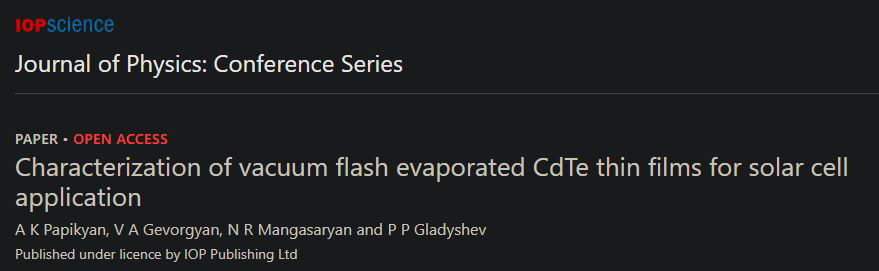 IOPscience
Journal of Physics: Conference Series
PAPER • OPEN ACCESS
Characterization of vacuum flash evaporated CdTe thin films for solar cell
application
A K Papikyan, V A Gevorgyan, N R Mangasaryan and P P Gladyshev
Published under licence by IOP Publishing Ltd